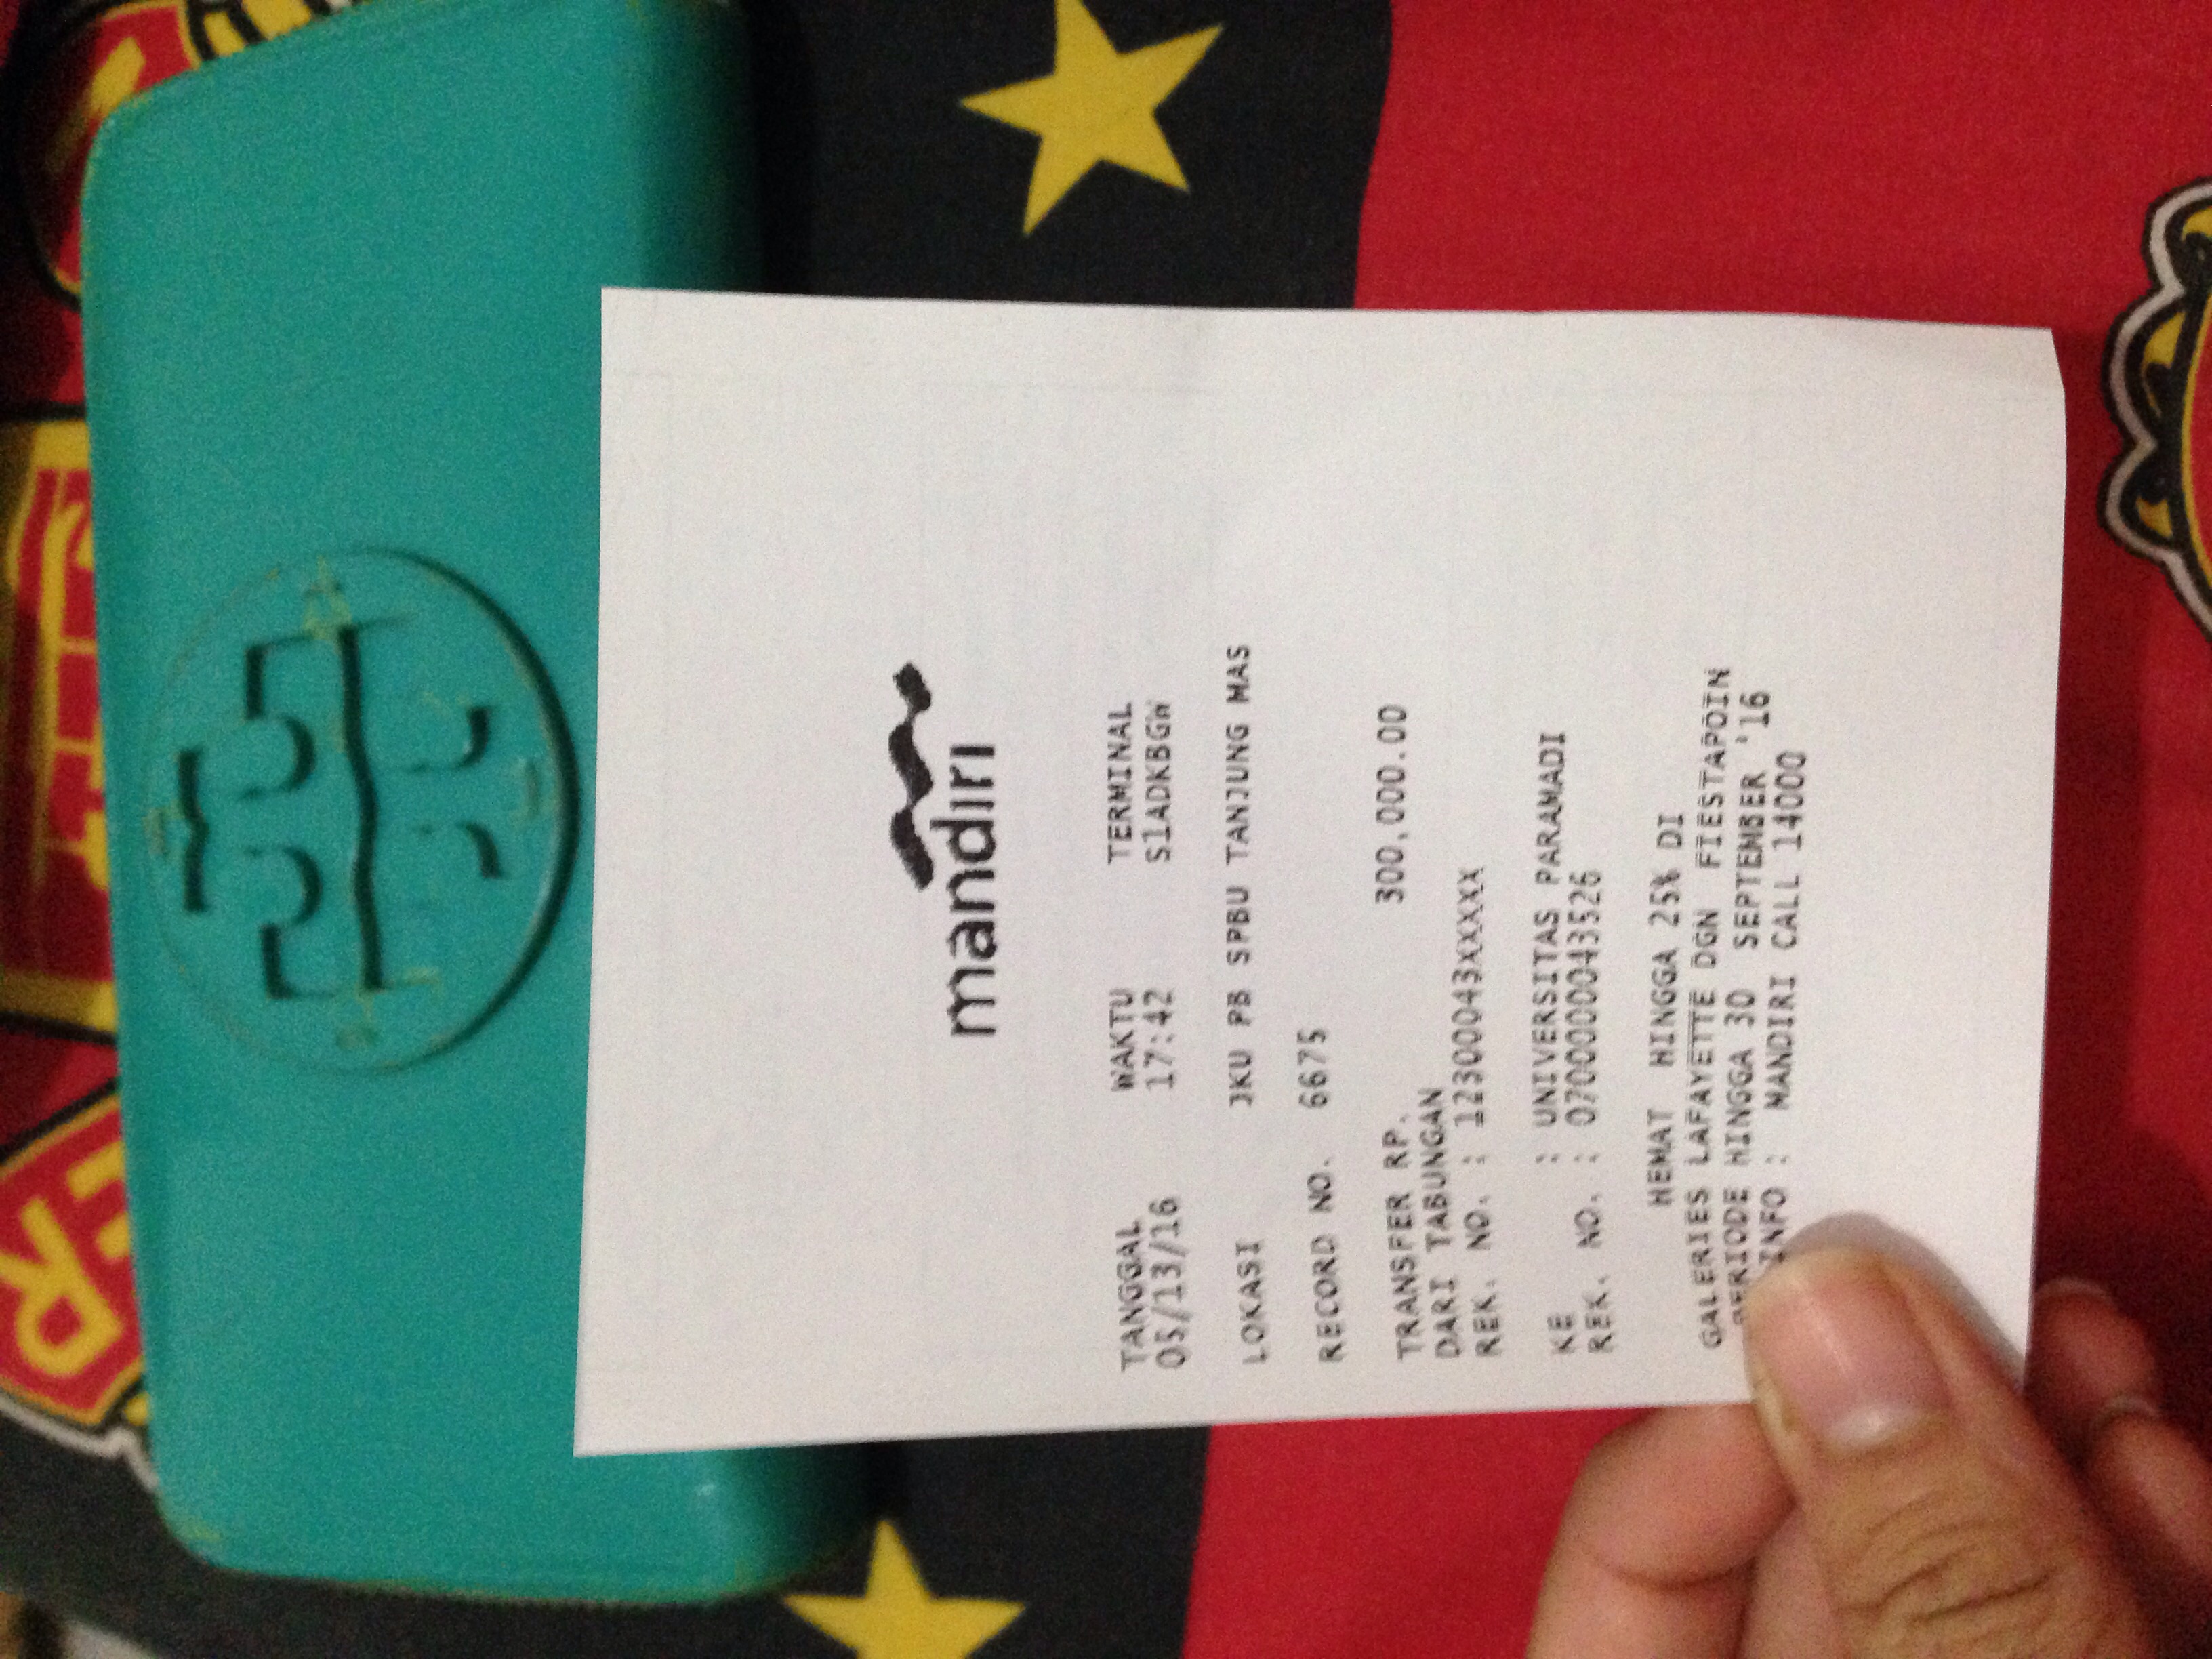 mandiri
TANGGAL WAKTU TERMINAL
05/13/16 17:42 S1ADKBGW
LOKASI JKU PB SPBU TANJUNG MAS
RECORD NO. 6675
TRANSFER RP. 300,000.00
DARI TABUNGAN
REK. NO. : 12300043XXXXX
KE : UNIVERSITAS PARAMADI
REK. NO. : 0700000043526
HEMAT HINGGA 25% DI
GALERIES LAFAYETTE DGN FIESTAPOIN
PERIODE HINGGA 30 SEPTEMBER '16
INFO : MANDIRI CALL 14000